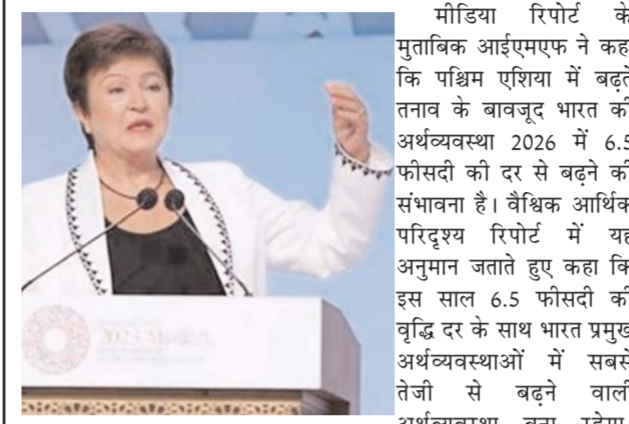 मीडिया रिपोर्ट के
मुताबिक आईएमएफ ने कह
कि पश्चिम एशिया में बढ़ते
तनाव के बावजूद भारत की
अर्थव्यवस्था 2026 में 6.5
फीसदी की दर से बढ़ने की
संभावना है। वैश्विक आर्थिक
परिदृश्य रिपोर्ट में यह
अनुमान जताते हुए कहा कि
इस साल 6.5 फीसदी की
वृद्धि दर के साथ भारत प्रमुख
अर्थव्यवस्थाओं में सबसे
तेजी से बढ़ने वाली
2023